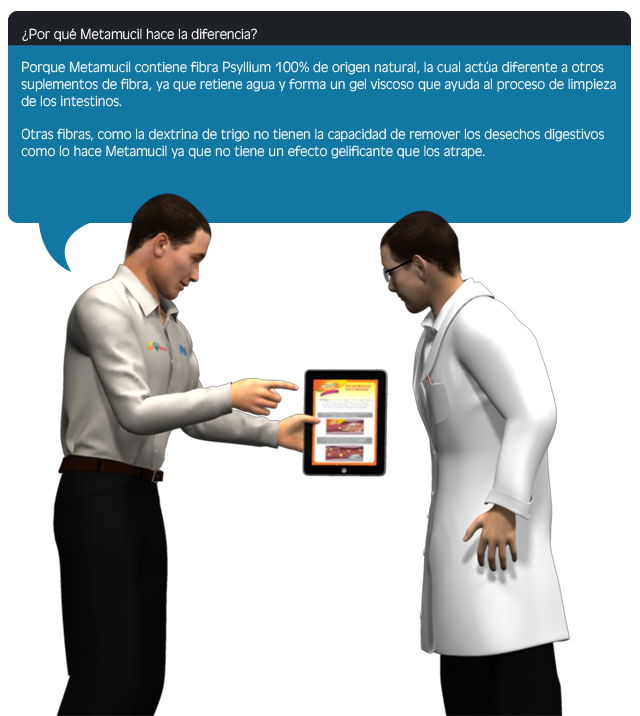 ¿Por qué Metamucil hace la diferencia?
Porque Metamucil contiene fibra Psyllium 100% de origen natural, la cual actúa diferente a otros
suplementos de fibra, ya que retiene agua y forma un gel viscoso que ayuda al proceso de limpieza
de los intestinos.
Otras fibras, como la dextrina de trigo no tienen la capacidad de remover los desechos digestivos
como lo hace Metamucil ya que no tiene un efecto gelificante que los atrape.